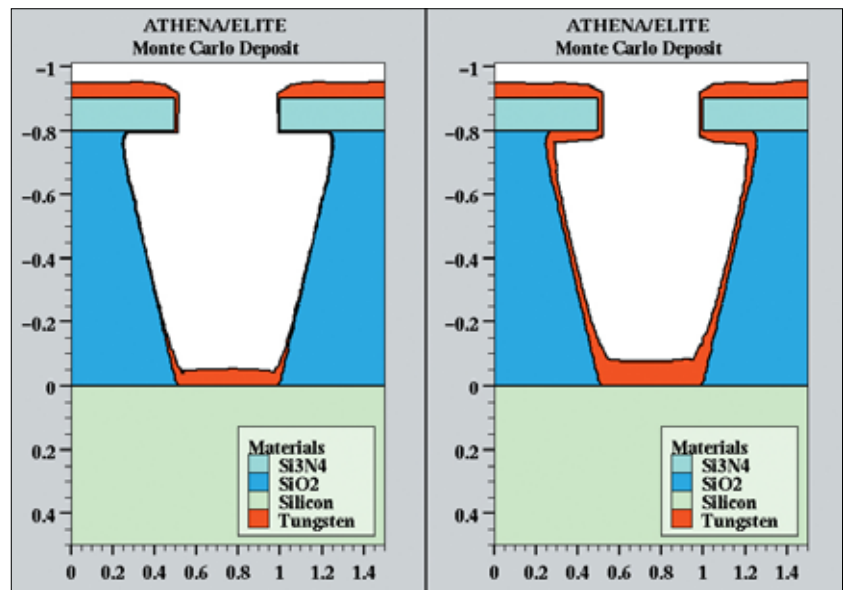 ATHENA/ELITE
Monte Carlo Deposit
−1
−0.8
−0.6
−0.4
−0.2
0
0.2
0.4
Materials
Si3N4
SiO2
Silicon
Tungsten
0 0.2 0.4 0.6 0.8 1 1.2 1.4
ATHENA/ELITE
Monte Carlo Deposit
−1
−0.8
−0.6
−0.4
−0.2
0
0.2
0.4
Materials
Si3N4
SiO2
Silicon
Tungsten
0 0.2 0.4 0.6 0.8 1 1.2 1.4